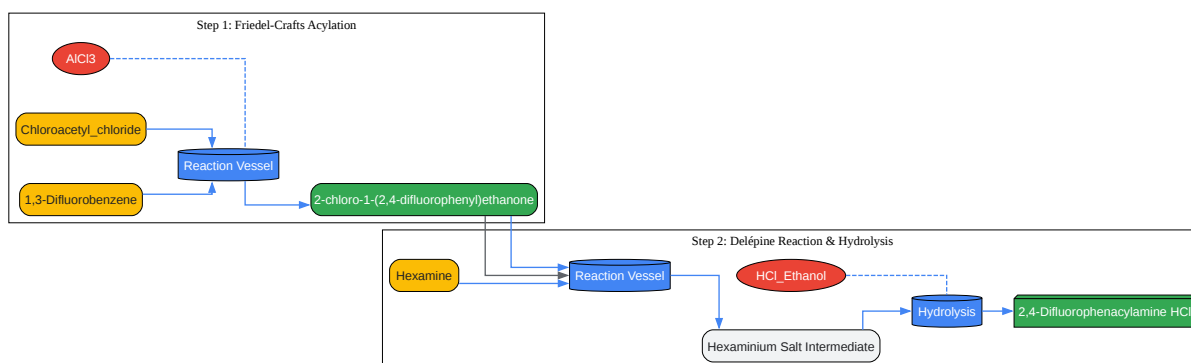 Step 1: Friedel-Crafts Acylation
AlCl3
Chloroacetyl_chloride
Reaction Vessel
1,3-Difluorobenzene
2-chloro-1-(2,4-difluorophenyl)ethanone
Step 2: Delépine Reaction & Hydrolysis
Hexamine
Reaction Vessel
HCl_Ethanol
Hydrolysis
2,4-Difluorophenacylamine HCl
Hexaminium Salt Intermediate